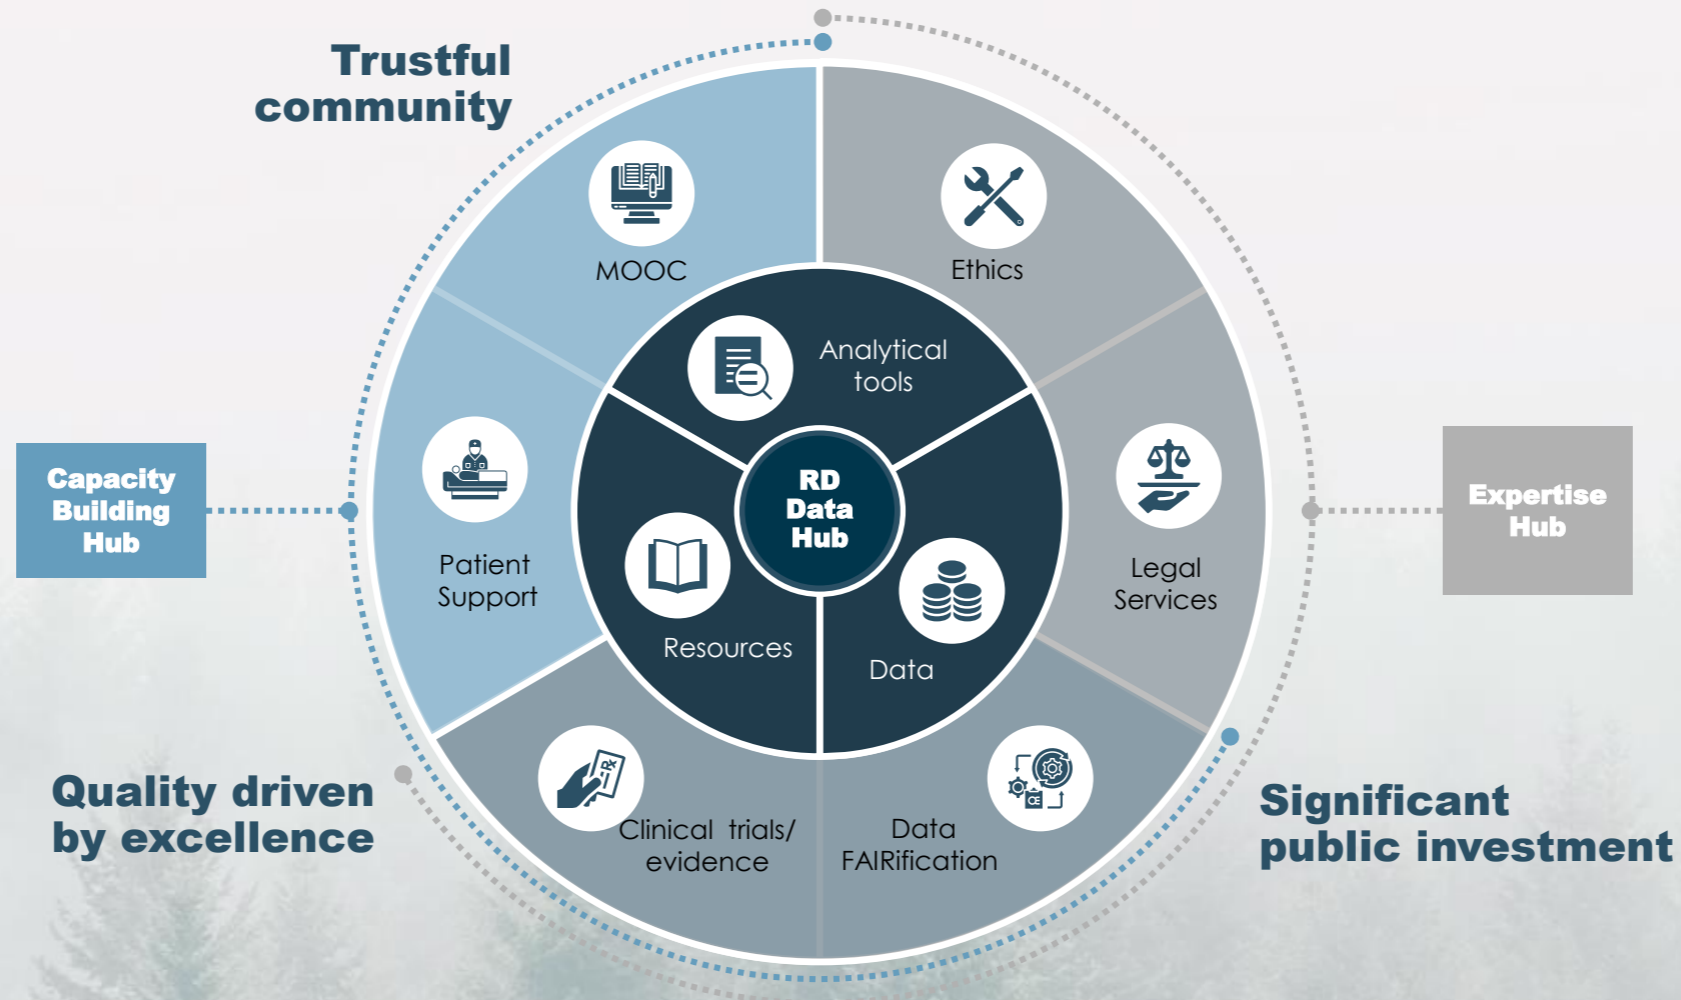 Trustful
community
MOOC
Ethics
Analytical
tools
Capacity
Building
Hub
Patient
Support
RD
Data
Hub
Legal
Services
Expertise
Hub
Resources
Data
Quality driven
by excellence
Clinical trials/
evidence
Data
FAIRification
Significant
public investment
Rx